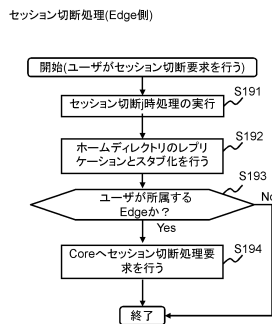 セッション切断処理(Edge側)
開始(ユーザがセッション切断要求を行う)
S191
セッション切断時処理の実行
S192
ホームディレクトリのレプリ
ケーションとスタブ化を行う
S193
ユーザが所属する
Edgeか?
No
Yes
S194
Coreへセッション切断処理要
求を行う
終了